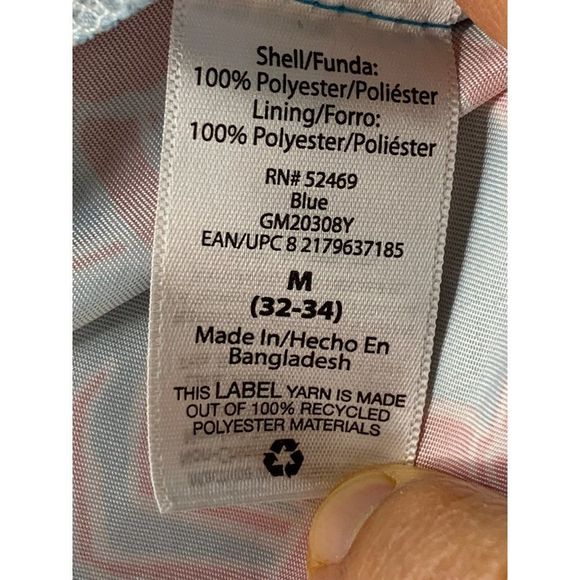 Shell/Funda:
100% Polyester/Poliéster
Lining/Forro:
100% Polyester/Poliéster
RN# 52469
Blue
GM20308Y
EAN/UPC 8 2179637185
M
(32-34)
Made In/Hecho En
Bangladesh
THIS LABEL YARN IS MADE
OUT OF 100% RECYCLED
POLYESTER MATERIALS